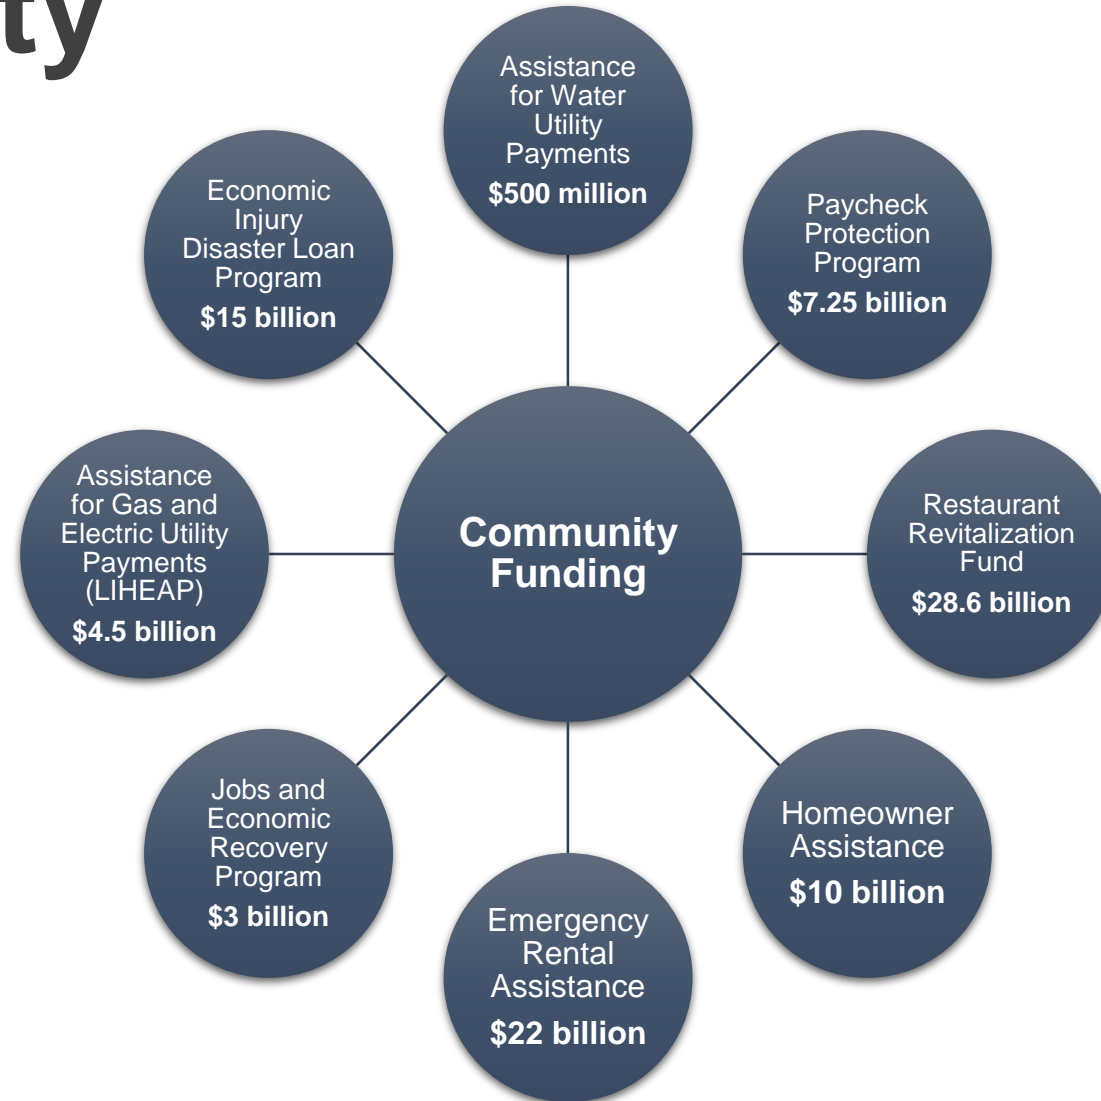 ty
Assistance
for Water
Utility
Payments
$500 million
Paycheck
Protection
Program
$7.25 billion
Restaurant
Revitalization
Fund
$28.6 billion
Homeowner
Assistance
$10 billion
Emergency
Rental
Assistance
$22 billion
Jobs and
Economic
Recovery
Program
$3 billion
Assistance
for Gas and
Electric Utility
Payments
(LIHEAP)
$4.5 billion
Economic
Injury
Disaster Loan
Program
$15 billion
Community
Funding